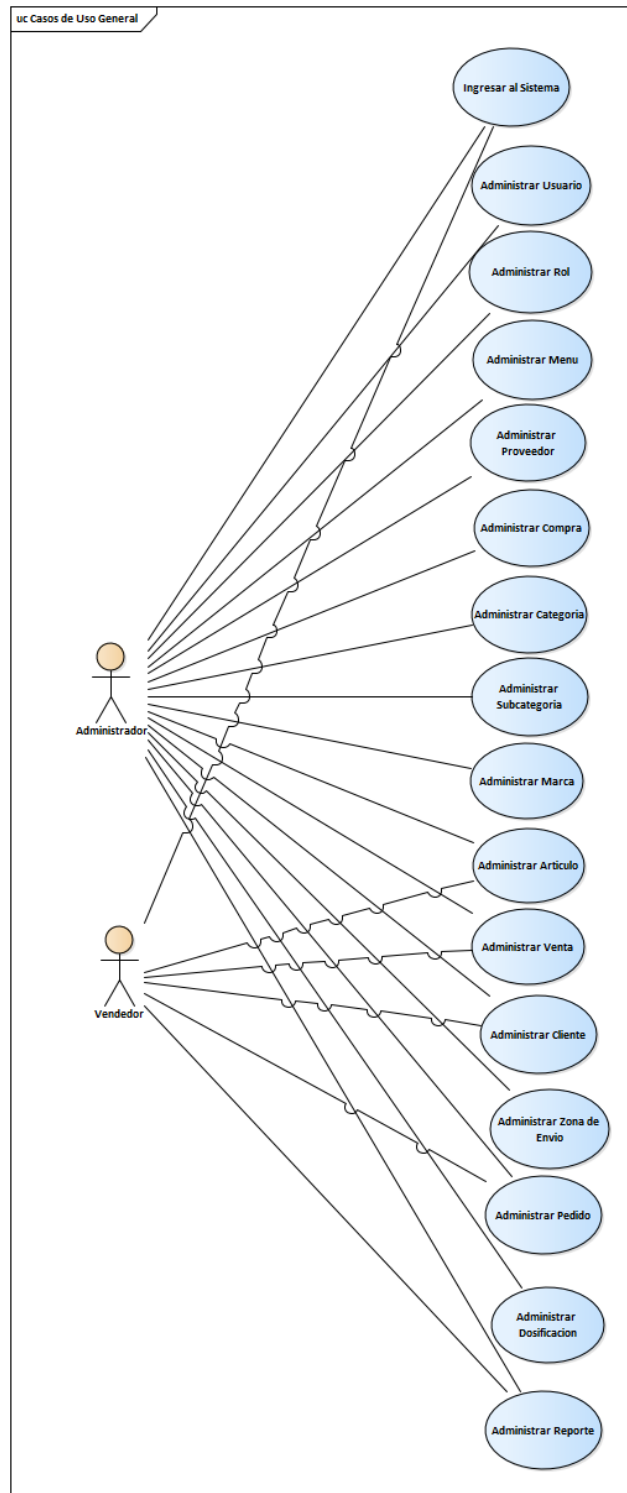 uc Casos de Uso General
Ingresar al Sistema
Administrar Usuario
Administrar Rol
Administrar Menu
Administrar
Proveedor
Administrar Compra
Administrar Categoria
Administrar
Subcategoria
Administrador
Administrar Marca
Administrar Articulo
Administrar Venta
Vendedor
Administrar Cliente
Administrar Zona de
Envio
Administrar Pedido
Administrar
Dosificacion
Administrar Reporte